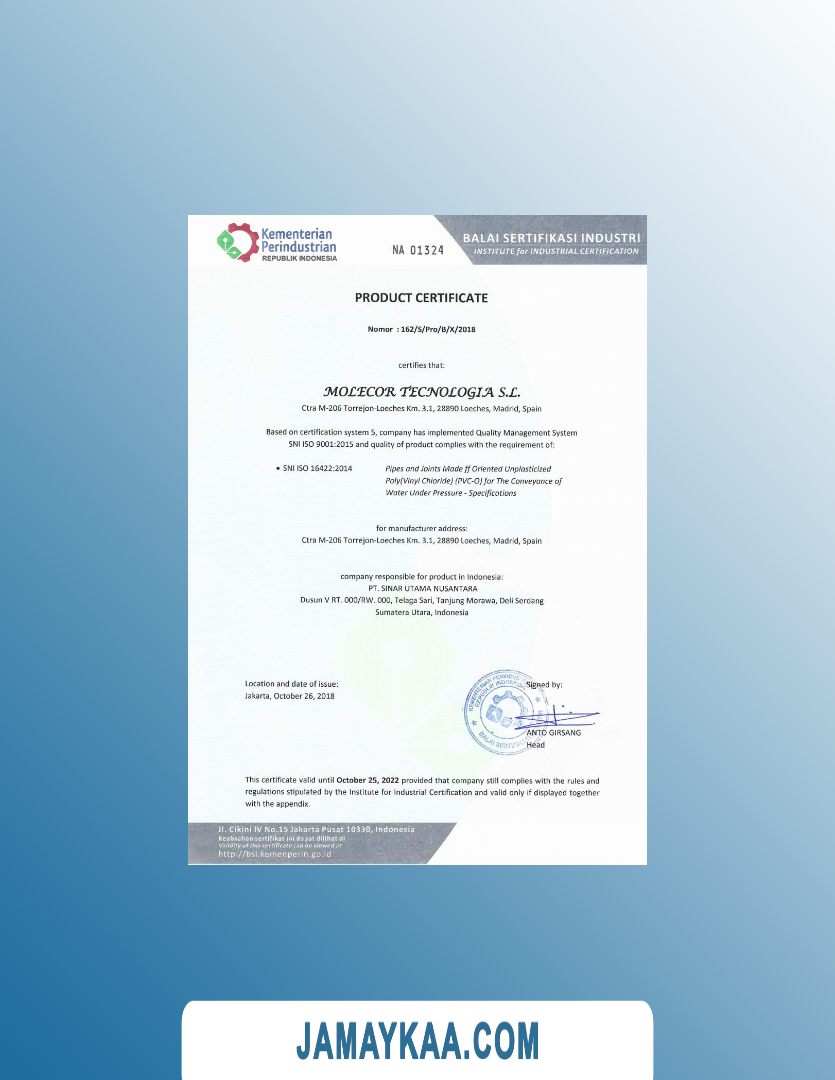 Kementerian
Perindustrian
REPUBLIK INDONESIA
NA 01324
BALAI SERTIFIKASI INDUSTRI
INSTITUTE for INDUSTRIAL CERTIFICATION
PRODUCT CERTIFICATE
Nomor : 162/S/Pro/B/X/2018
certifies that:
MOLECOR TECNOLOGIA S.L.
Ctra M-206 Torrejon-Loeches Km. 3.1, 28890 Loeches, Madrid, Spain
Based on certification system 5, company has implemented Quality Management System
SNI ISO 9001:2015 and quality of product complies with the requirement of:
• SNI ISO 16422:2014
Pipes and Joints Made ff Oriented Unplasticized
Poly(Vinyl Chloride) (PVC-O) for The Conveyance of
Water Under Pressure - Specifications
for manufacturer address:
Ctra M-206 Torrejon-Loeches Km. 3.1, 28890 Loeches, Madrid, Spain
company responsible for product in Indonesia:
PT. SINAR UTAMA NUSANTARA
Dusun V RT. 000/RW. 000, Telaga Sari, Tanjung Morawa, Deli Serdang
Sumatera Utara, Indonesia
Location and date of issue:
Jakarta, October 26, 2018
Signed by:
ANTO GIRSANG
Head
This certificate valid until October 25, 2022 provided that company still complies with the rules and
regulations stipulated by the Institute for Industrial Certification and valid only if displayed together
with the appendix.
Jl. Cikini IV No.15 Jakarta Pusat 10330, Indonesia
Keabsahan sertifikat ini dapat dilihat di
Validity of this certificate can be viewed at
http://bsi.kemenperin.go.id
JAMAYKAA.COM